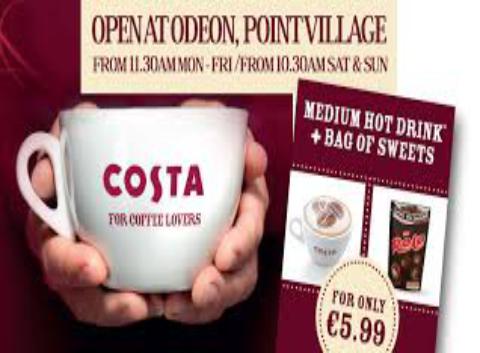 OPEN AT ODEON, POINT VILLAGE
FROM 11.30AM MON - FRI / FROM 10.30AM SAT & SUN
COSTA
FOR COFFEE LOVERS
MEDIUM HOT DRINK*
+ BAG OF SWEETS
COSTA
FOR ONLY
€5.99